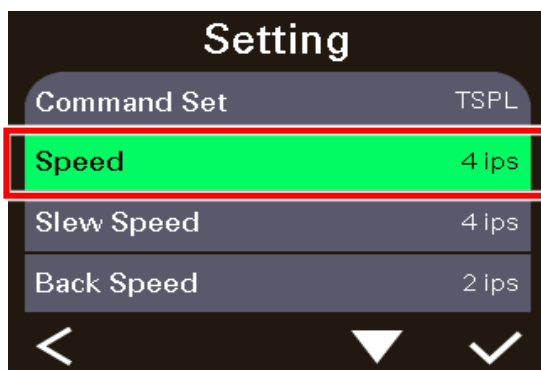 Setting
Command Set TSPL
Speed 4 ips
Slew Speed 4 ips
Back Speed 2 ips